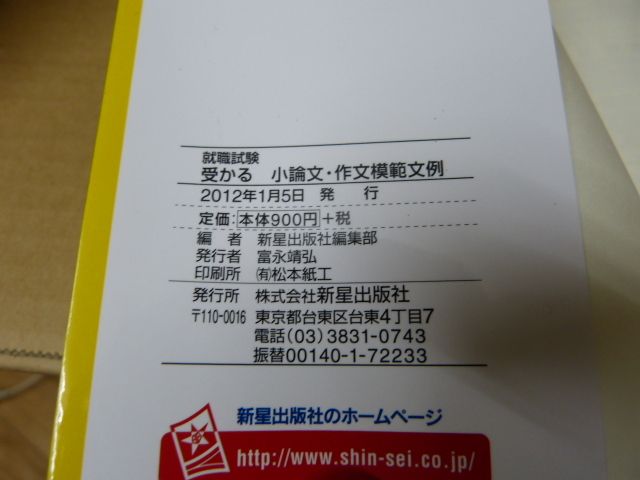 就職試験
受かる 小論文・作文模範文例
2012年1月5日 発 行
定価:本体900円+税
編 者 新星出版社編集部
発行者 富永靖弘
印刷所 ㈲松本紙工
発行所 株式会社新星出版社
〒110-0016 東京都台東区台東4丁目7
電話(03)3831-0743
振替00140-1-72233
新星出版社のホームページ
http://www.shin-sei.co.jp/